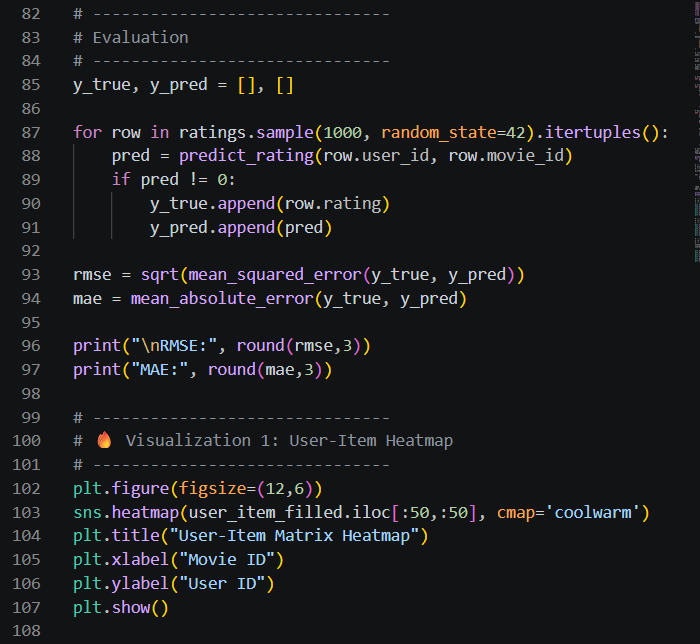 82 # -------------------------------
83 # Evaluation
84 # -------------------------------
85 y_true, y_pred = [], []
86
87 for row in ratings.sample(1000, random_state=42).itertuples():
88     pred = predict_rating(row.user_id, row.movie_id)
89     if pred != 0:
90         y_true.append(row.rating)
91         y_pred.append(pred)
92
93 rmse = sqrt(mean_squared_error(y_true, y_pred))
94 mae = mean_absolute_error(y_true, y_pred)
95
96 print("\nRMSE:", round(rmse,3))
97 print("MAE:", round(mae,3))
98
99 # -------------------------------
100 # 🔥 Visualization 1: User-Item Heatmap
101 # -------------------------------
102 plt.figure(figsize=(12,6))
103 sns.heatmap(user_item_filled.iloc[:50,:50], cmap='coolwarm')
104 plt.title("User-Item Matrix Heatmap")
105 plt.xlabel("Movie ID")
106 plt.ylabel("User ID")
107 plt.show()
108